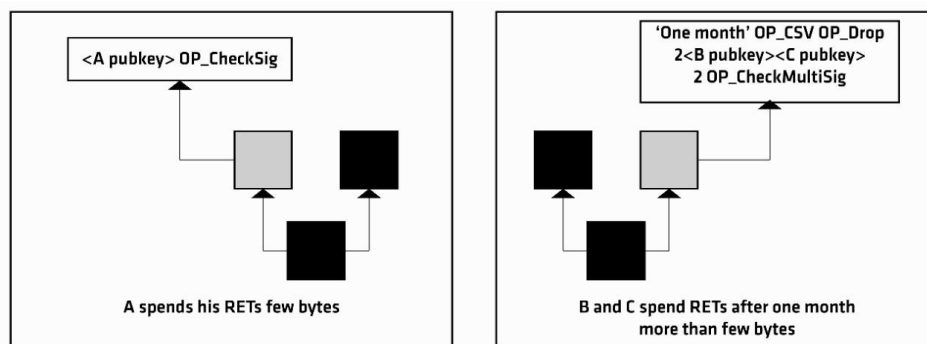 <A pubkey> OP_CheckSig
A spends his RETs few bytes
'One month' OP_CSV OP_Drop
2<B pubkey><C pubkey>
2 OP_CheckMultiSig
B and C spend RETs after one month
more than few bytes